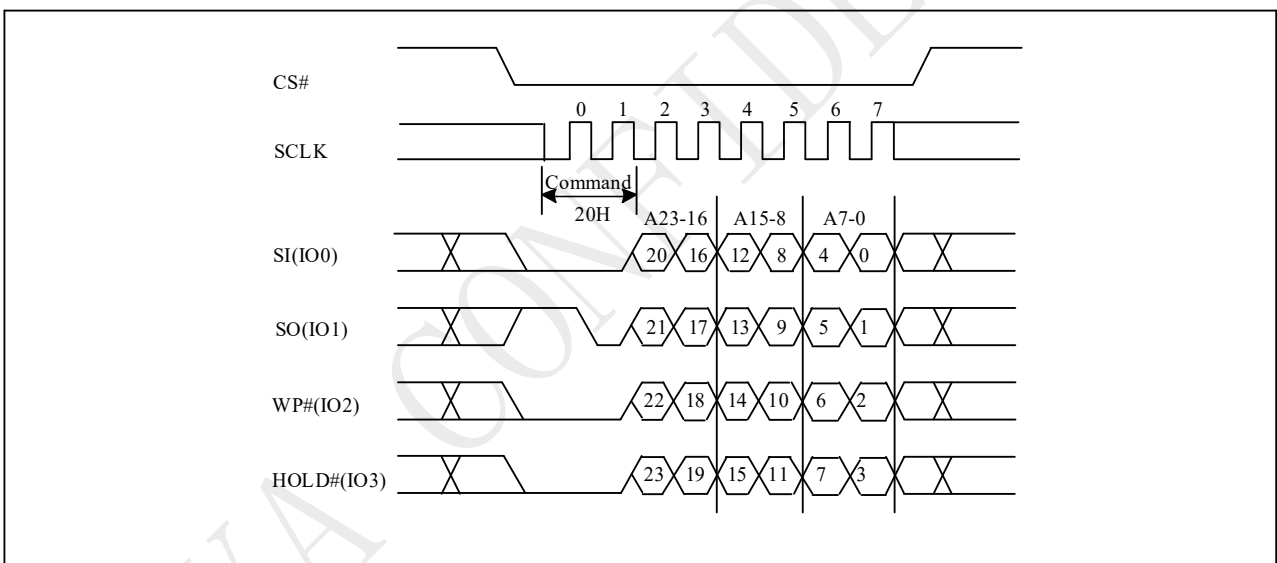 CS#
0 1 2 3 4 5 6 7
SCLK
Command
20H
A23-16 A15-8 A7-0
SI(IO0) 20 16 12 8 4 0
SO(IO1) 21 17 13 9 5 1
WP#(IO2) 22 18 14 10 6 2
HOLD#(IO3) 23 19 15 11 7 3